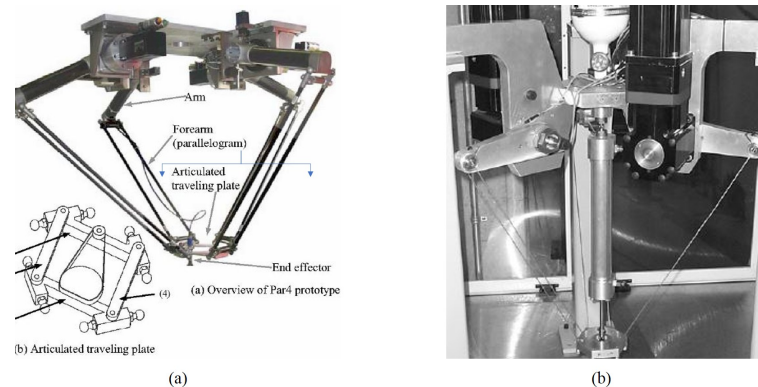 Arm
Forearm
(parallelogram)
Articulated
traveling plate
End effector
(4)
(a) Overview of Par4 prototype
(b) Articulated traveling plate
(a)
(b)